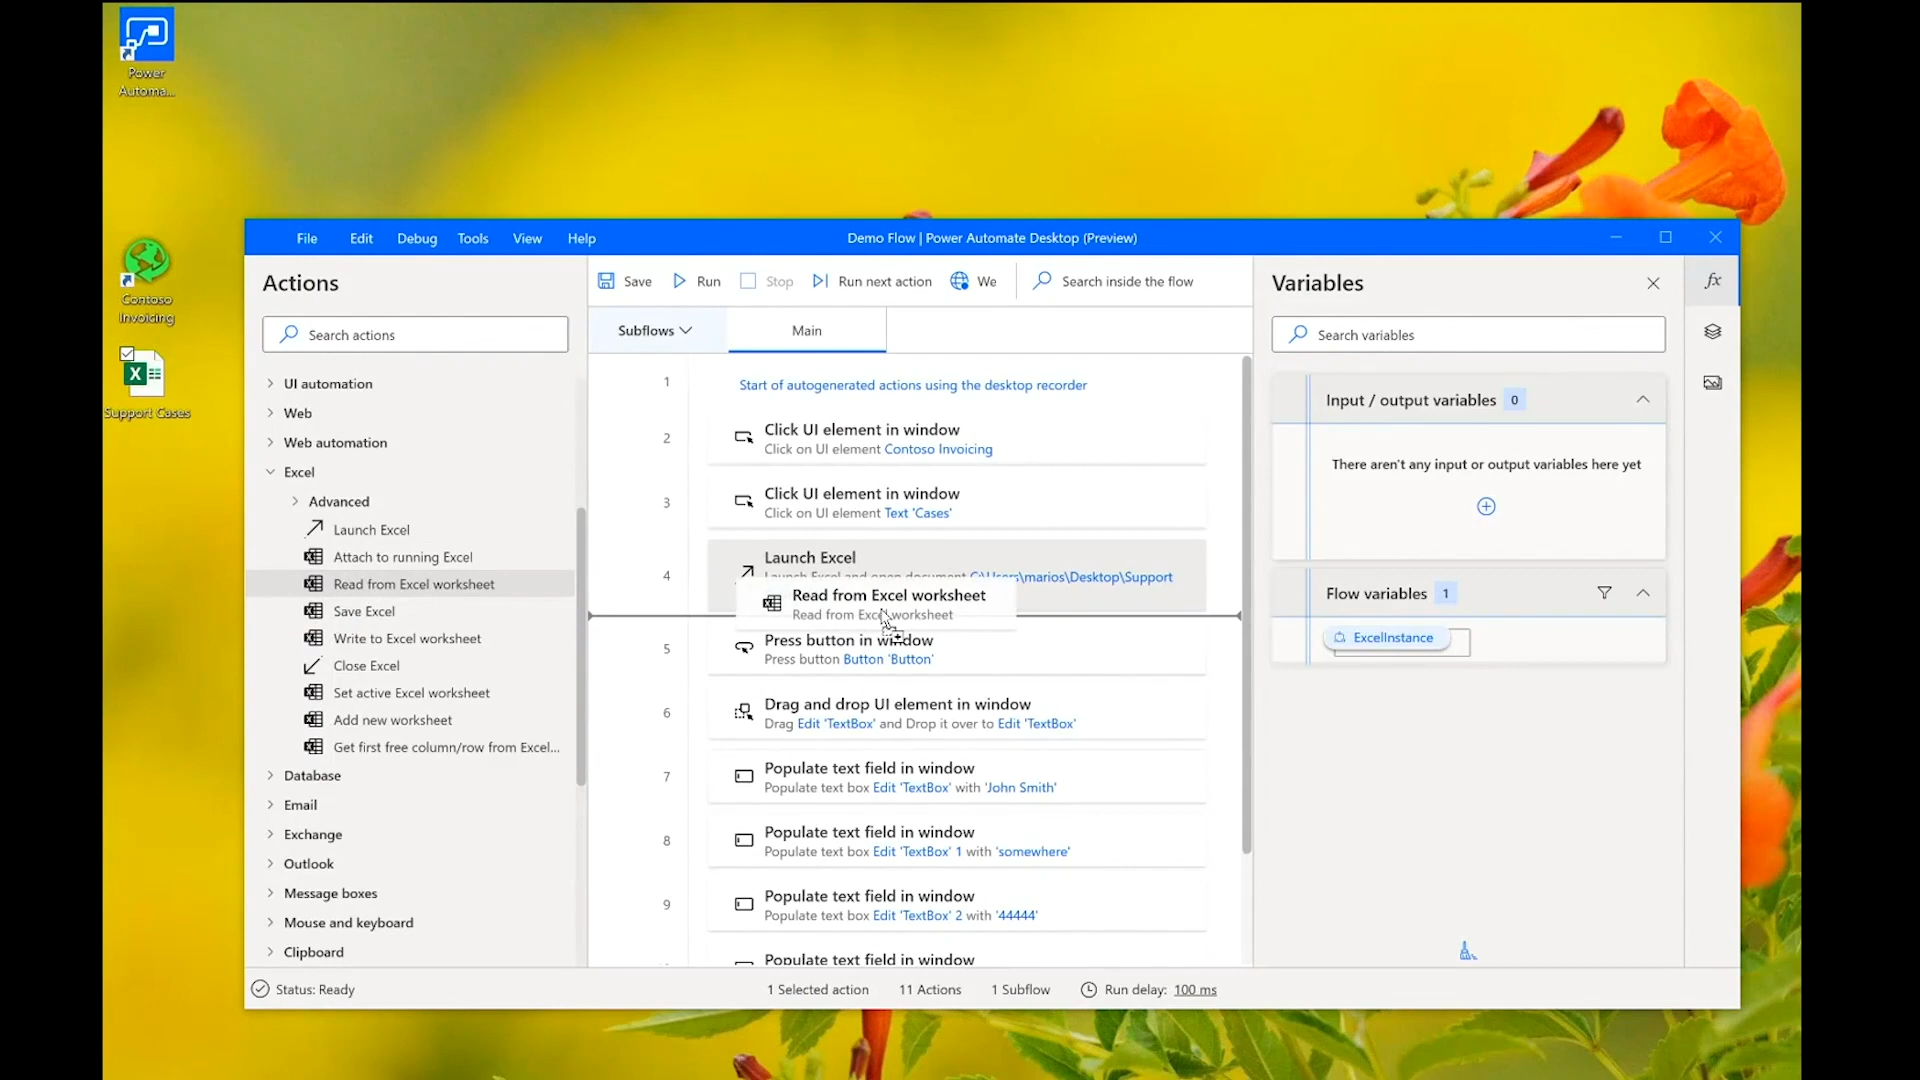 Power
Automa...
Contoso
Invoicing
Support Cases
File Edit Debug Tools View Help
Demo Flow | Power Automate Desktop (Preview)
Actions
Search actions
UI automation
Web
Web automation
Excel
Advanced
Launch Excel
Attach to running Excel
Read from Excel worksheet
Save Excel
Write to Excel worksheet
Close Excel
Set active Excel worksheet
Add new worksheet
Get first free column/row from Excel...
Database
Email
Exchange
Outlook
Message boxes
Mouse and keyboard
Clipboard
Save Run Stop Run next action We Search inside the flow
Subflows Main
1 Start of autogenerated actions using the desktop recorder
2 Click UI element in window
Click on UI element Contoso Invoicing
3 Click UI element in window
Click on UI element Text 'Cases'
4 Launch Excel
Launch Excel and open document C:\Users\marios\Desktop\Support
Read from Excel worksheet
Read from Excel worksheet
5 Press button in window
Press button Button 'Button'
6 Drag and drop UI element in window
Drag Edit 'TextBox' and Drop it over to Edit 'TextBox'
7 Populate text field in window
Populate text box Edit 'TextBox' with 'John Smith'
8 Populate text field in window
Populate text box Edit 'TextBox' 1 with 'somewhere'
9 Populate text field in window
Populate text box Edit 'TextBox' 2 with '44444'
Populate text field in window
Variables
fx
Search variables
Input / output variables 0
There aren't any input or output variables here yet
Flow variables 1
ExcelInstance
Status: Ready
1 Selected action 11 Actions 1 Subflow Run delay: 100 ms